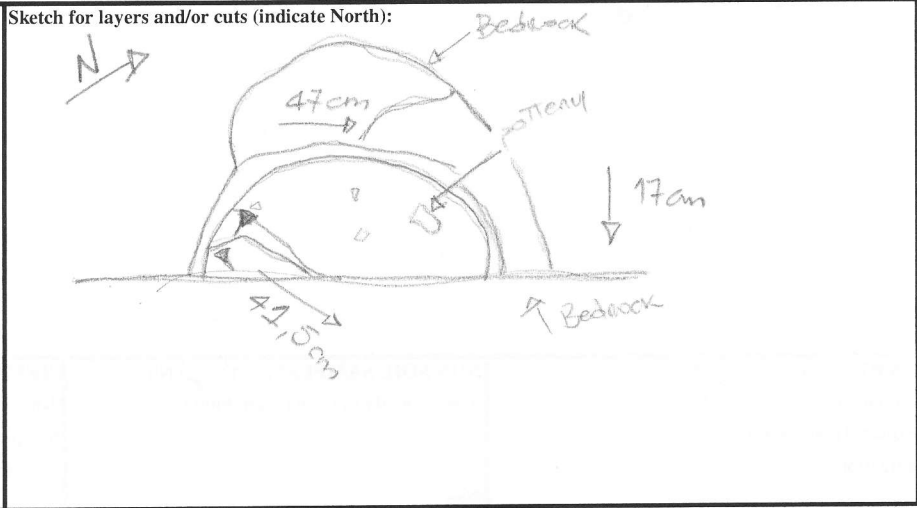 Sketch for layers and/or cuts (indicate North):
Bedrock
N
47cm
pottery
17cm
41,5cm
Bedrock